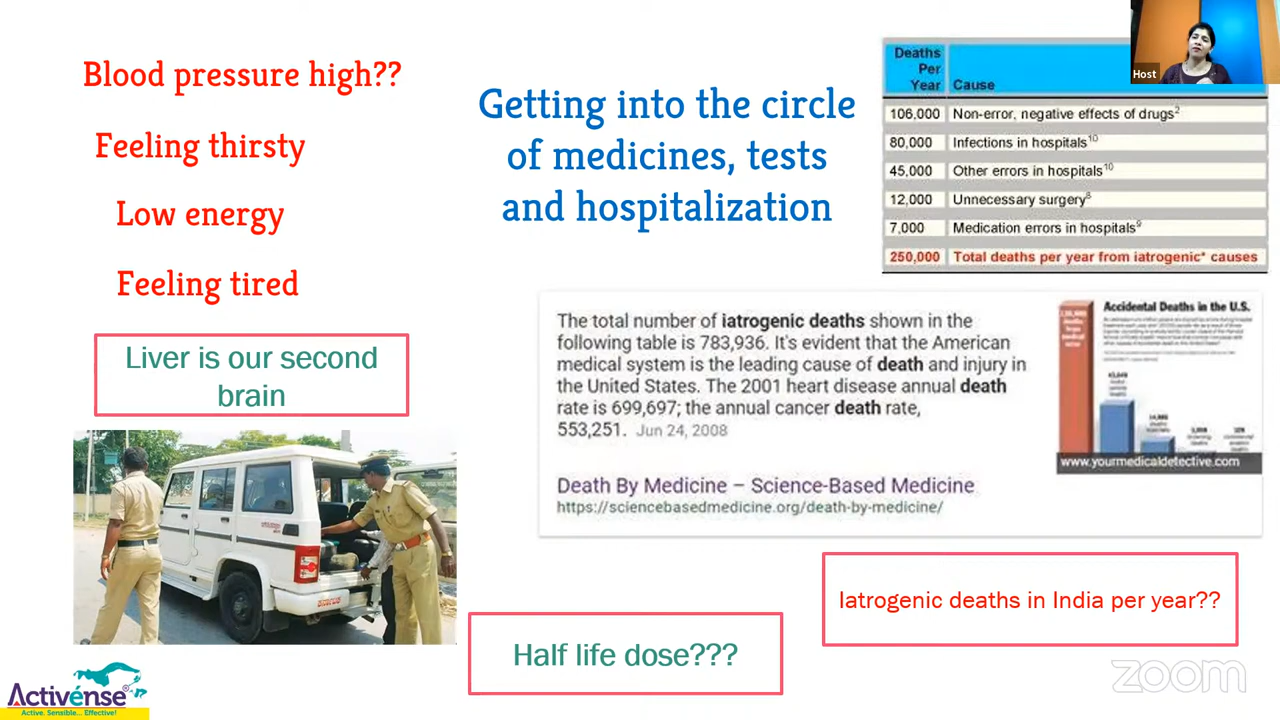 Blood pressure high??
Feeling thirsty
Low energy
Feeling tired
Liver is our second
brain
Getting into the circle
of medicines, tests
and hospitalization
Host
Deaths
Per
Year Cause
106,000 Non-error, negative effects of drugs2
80,000 Infections in hospitals10
45,000 Other errors in hospitals10
12,000 Unnecessary surgery8
7,000 Medication errors in hospitals9
250,000 Total deaths per year from iatrogenic* causes
The total number of iatrogenic deaths shown in the
following table is 783,936. It's evident that the American
medical system is the leading cause of death and injury in
the United States. The 2001 heart disease annual death
rate is 699,697; the annual cancer death rate,
553,251. Jun 24, 2008
Death By Medicine – Science-Based Medicine
https://sciencebasedmedicine.org/death-by-medicine/
Accidental Deaths in the U.S.
www.yourmedicaldetective.com
Iatrogenic deaths in India per year??
Half life dose???
Activénse
Active. Sensible... Effective!
zoom